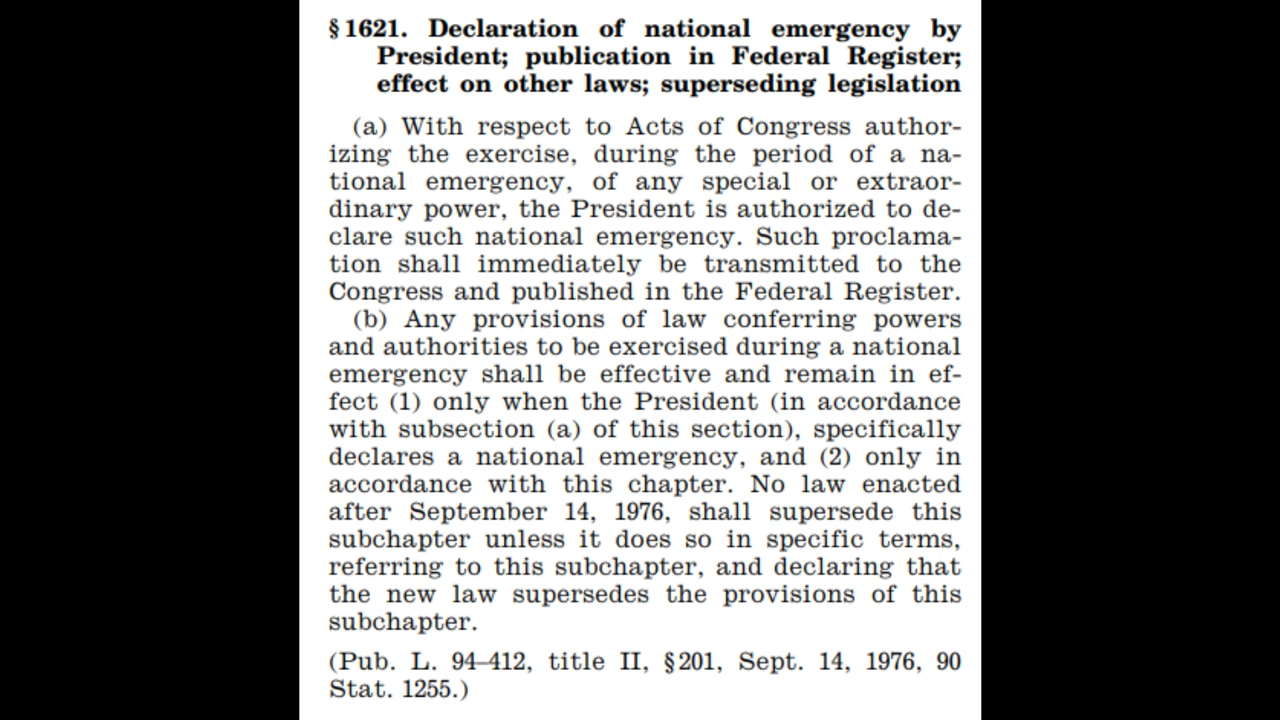 § 1621. Declaration of national emergency by
President; publication in Federal Register;
effect on other laws; superseding legislation
(a) With respect to Acts of Congress author-
izing the exercise, during the period of a na-
tional emergency, of any special or extraor-
dinary power, the President is authorized to de-
clare such national emergency. Such proclama-
tion shall immediately be transmitted to the
Congress and published in the Federal Register.
(b) Any provisions of law conferring powers
and authorities to be exercised during a national
emergency shall be effective and remain in ef-
fect (1) only when the President (in accordance
with subsection (a) of this section), specifically
declares a national emergency, and (2) only in
accordance with this chapter. No law enacted
after September 14, 1976, shall supersede this
subchapter unless it does so in specific terms,
referring to this subchapter, and declaring that
the new law supersedes the provisions of this
subchapter.
(Pub. L. 94–412, title II, § 201, Sept. 14, 1976, 90
Stat. 1255.)